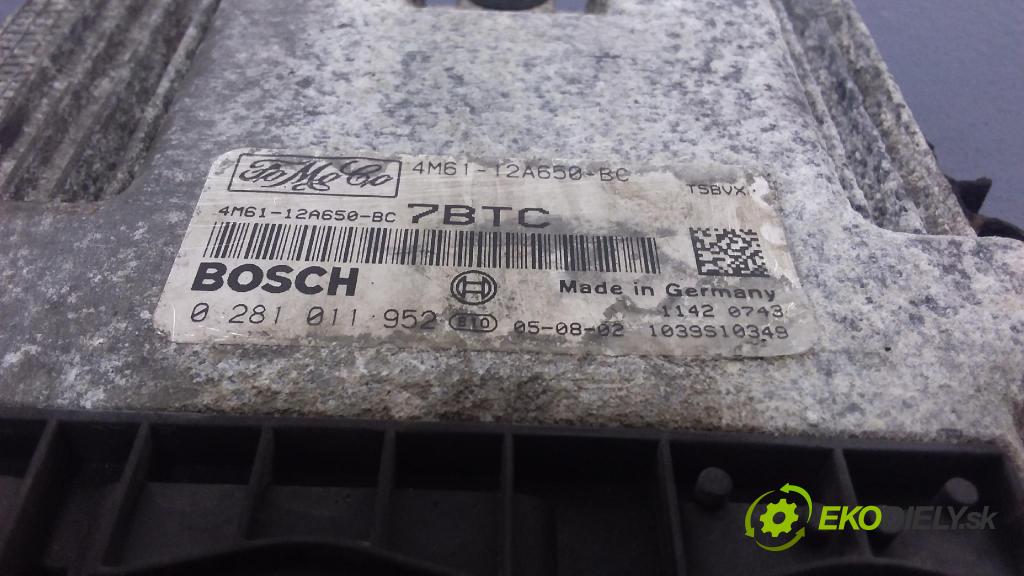 FoMoCo 4M61-12A650-BC
TSBVX
4M61-12A650-BC 7BTC
BOSCH
Made in Germany
1142 0743
0 281 011 952 E10 05-08-02 1039S10349
EKODIELY.sk